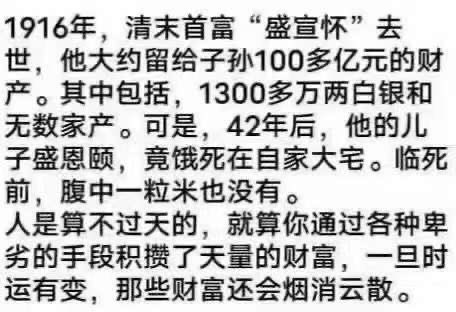 1916年，清末首富“盛宣怀”去
世，他大约留给子孙100多亿元的财
产。其中包括，1300多万两白银和
无数家产。可是，42年后，他的儿
子盛恩颐，竟饿死在自家大宅。临死
前，腹中一粒米也没有。
人是算不过天的，就算你通过各种卑
劣的手段积攒了天量的财富，一旦时
运有变，那些财富还会烟消云散。